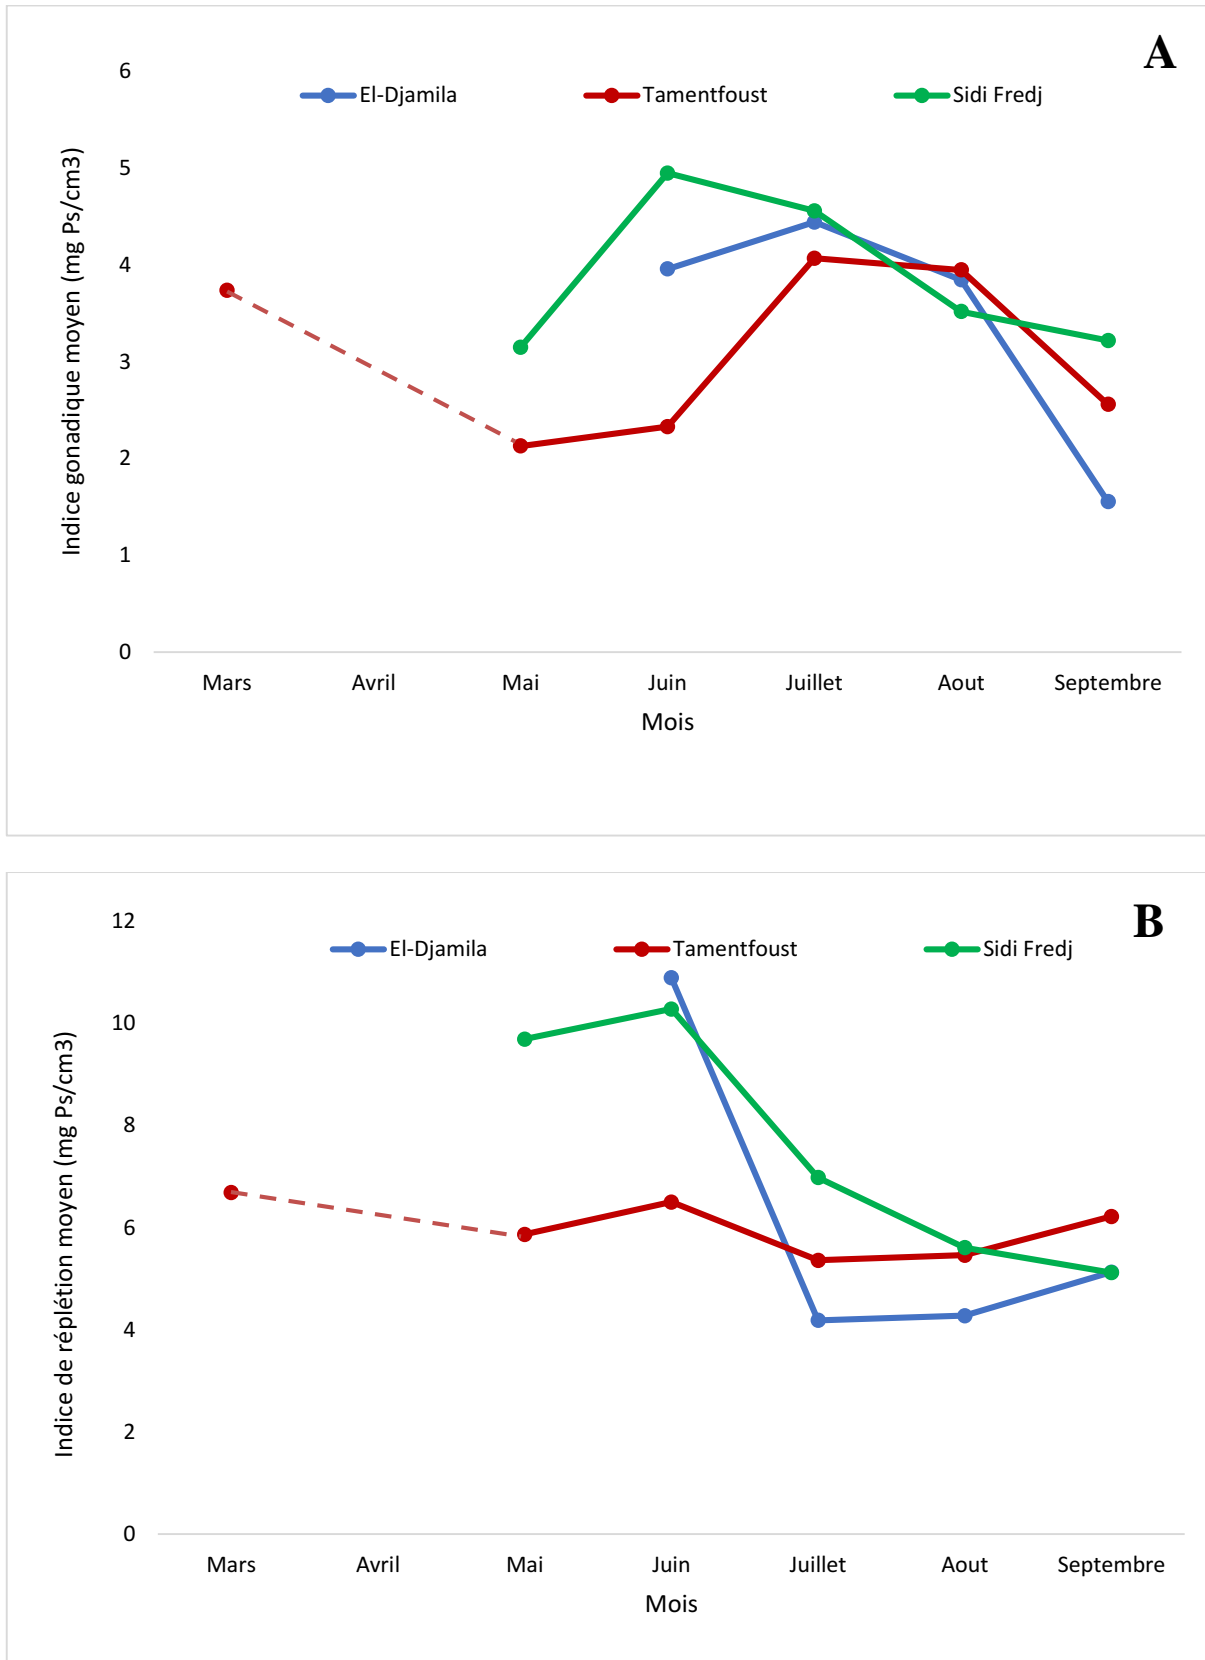 A
6
El-Djamila Tamentfoust Sidi Fredj
5
4
3
2
1
0
Indice gonadique moyen (mg Ps/cm3)
Mars Avril Mai Juin Juillet Aout Septembre
Mois
B
12
El-Djamila Tamentfoust Sidi Fredj
10
8
6
4
2
0
Indice de réplétion moyen (mg Ps/cm3)
Mars Avril Mai Juin Juillet Aout Septembre
Mois